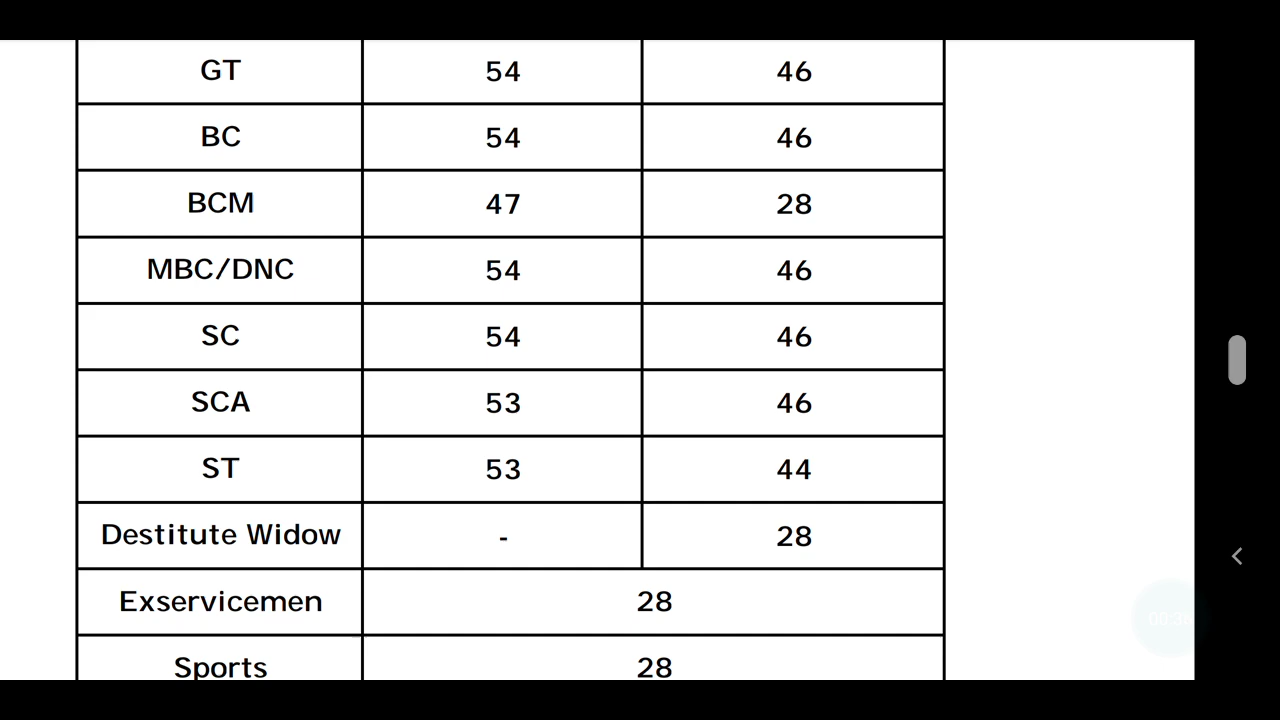 GT 54 46
BC 54 46
BCM 47 28
MBC/DNC 54 46
SC 54 46
SCA 53 46
ST 53 44
Destitute Widow - 28
Exservicemen 28
Sports 28